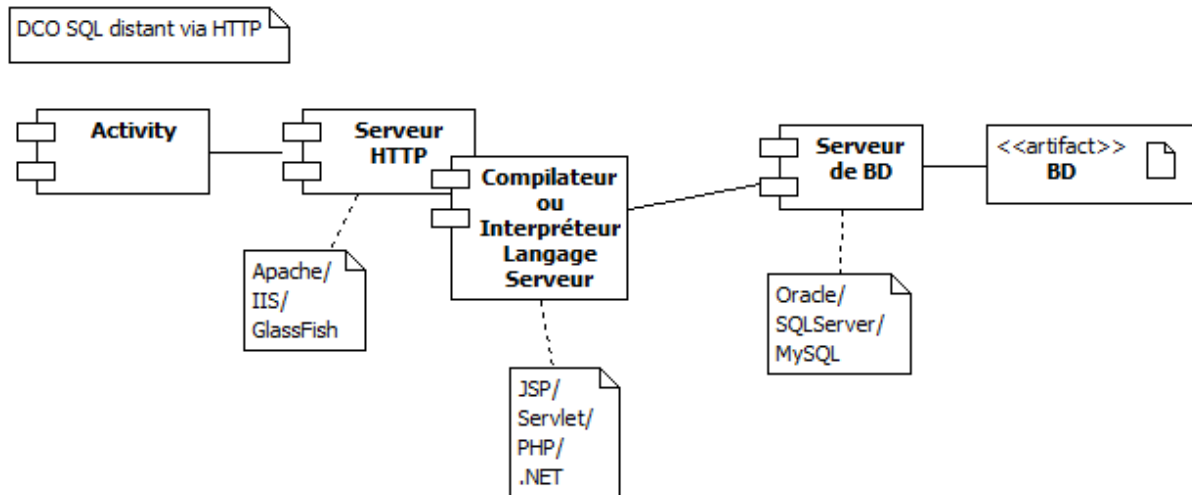 DCO SQL distant via HTTP
Activity
Serveur
HTTP
Compilateur
ou
Interpréteur
Langage
Serveur
Serveur
de BD
<<artifact>>
BD
Apache/
IIS/
GlassFish
JSP/
Servlet/
PHP/
.NET
Oracle/
SQLServer/
MySQL